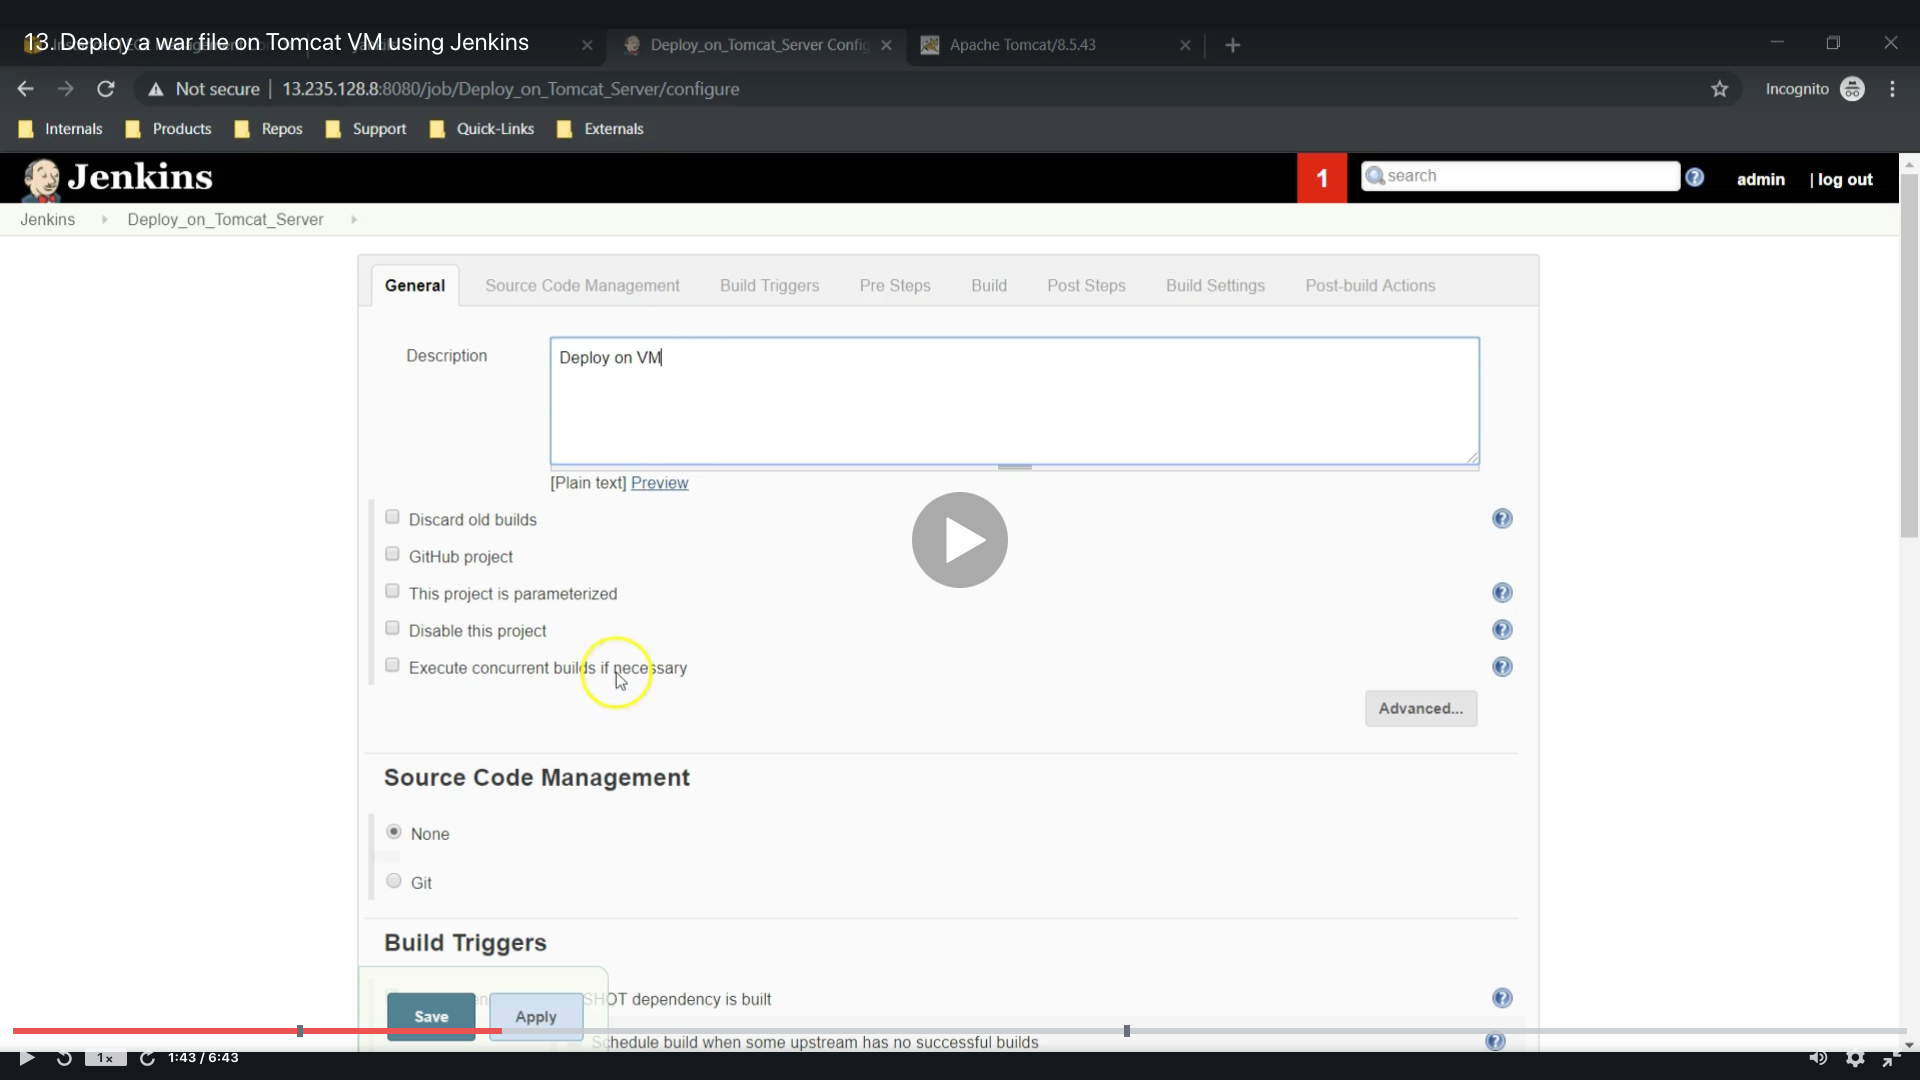 13. Deploy a war file on Tomcat VM using Jenkins
Deploy_on_Tomcat_Server Config
Apache Tomcat/8.5.43
Not secure | 13.235.128.8:8080/job/Deploy_on_Tomcat_Server/configure
Incognito
Internals
Products
Repos
Support
Quick-Links
Externals
Jenkins
1
search
admin
| log out
Jenkins
Deploy_on_Tomcat_Server
General
Source Code Management
Build Triggers
Pre Steps
Build
Post Steps
Build Settings
Post-build Actions
Description
Deploy on VM
[Plain text] Preview
Discard old builds
GitHub project
This project is parameterized
Disable this project
Execute concurrent builds if necessary
Advanced...
Source Code Management
None
Git
Build Triggers
dependency is built
Save
Apply
Schedule build when some upstream has no successful builds
1x
1:43 / 6:43